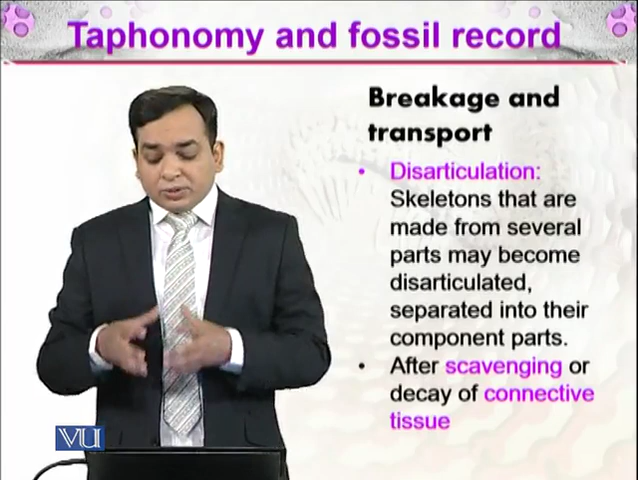 Taphonomy and fossil record
Breakage and
transport
• Disarticulation:
Skeletons that are
made from several
parts may become
disarticulated,
separated into their
component parts.
• After scavenging or
decay of connective
tissue
VU